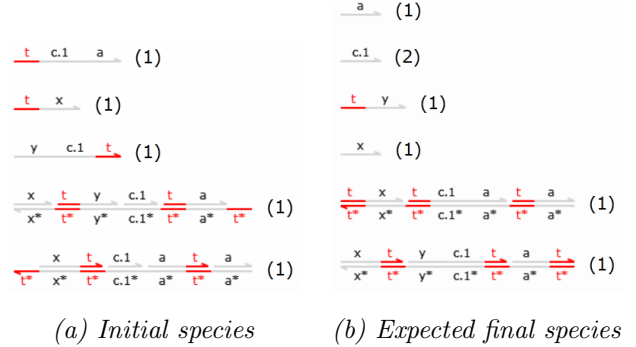 t c.1 a (1)
t x (1)
y c.1 t (1)
x t y c.1 t a (1)
x* t* y* c.1* t* a* t*
x t c.1 a t a (1)
t* x* t* c.1* a* t* a*
(a) Initial species
a (1)
c.1 (2)
t y (1)
x (1)
t x t c.1 a t a (1)
t* x* t* c.1* a* t* a*
x t y c.1 t a t (1)
x* t* y* c.1* t* a* t*
(b) Expected final species